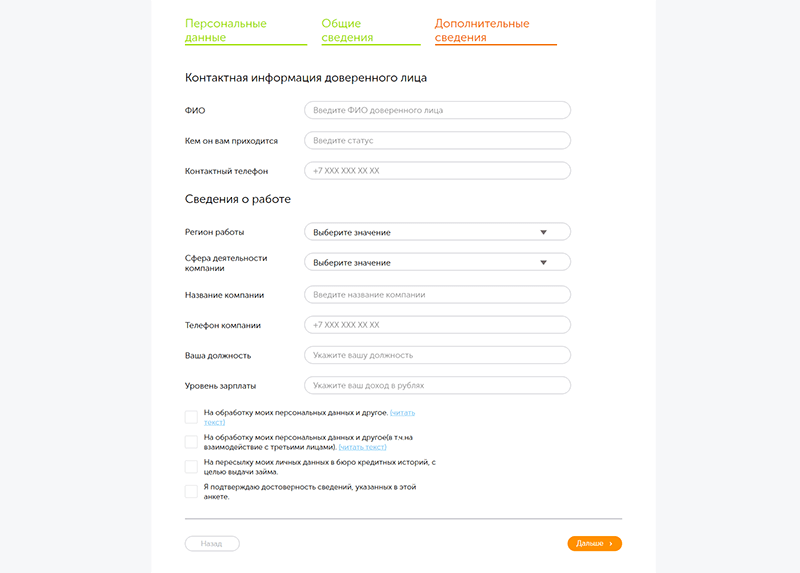 Персональные
данные
Общие
сведения
Дополнительные
сведения
Контактная информация доверенного лица
ФИО
Введите ФИО доверенного лица
Кем он вам приходится
Введите статус
Контактный телефон
+7 XXX XXX XX XX
Сведения о работе
Регион работы
Выберите значение
Сфера деятельности
компании
Выберите значение
Название компании
Введите название компании
Телефон компании
+7 XXX XXX XX XX
Ваша должность
Укажите вашу должность
Уровень зарплаты
Укажите ваш доход в рублях
На обработку моих персональных данных и другое. (читать
текст)
На обработку моих персональных данных и другое(в т.ч.на
взаимодействие с третьими лицами). (читать текст)
На пересылку моих личных данных в бюро кредитных историй, с
целью выдачи займа.
Я подтверждаю достоверность сведений, указанных в этой
анкете.
Назад
Дальше ›